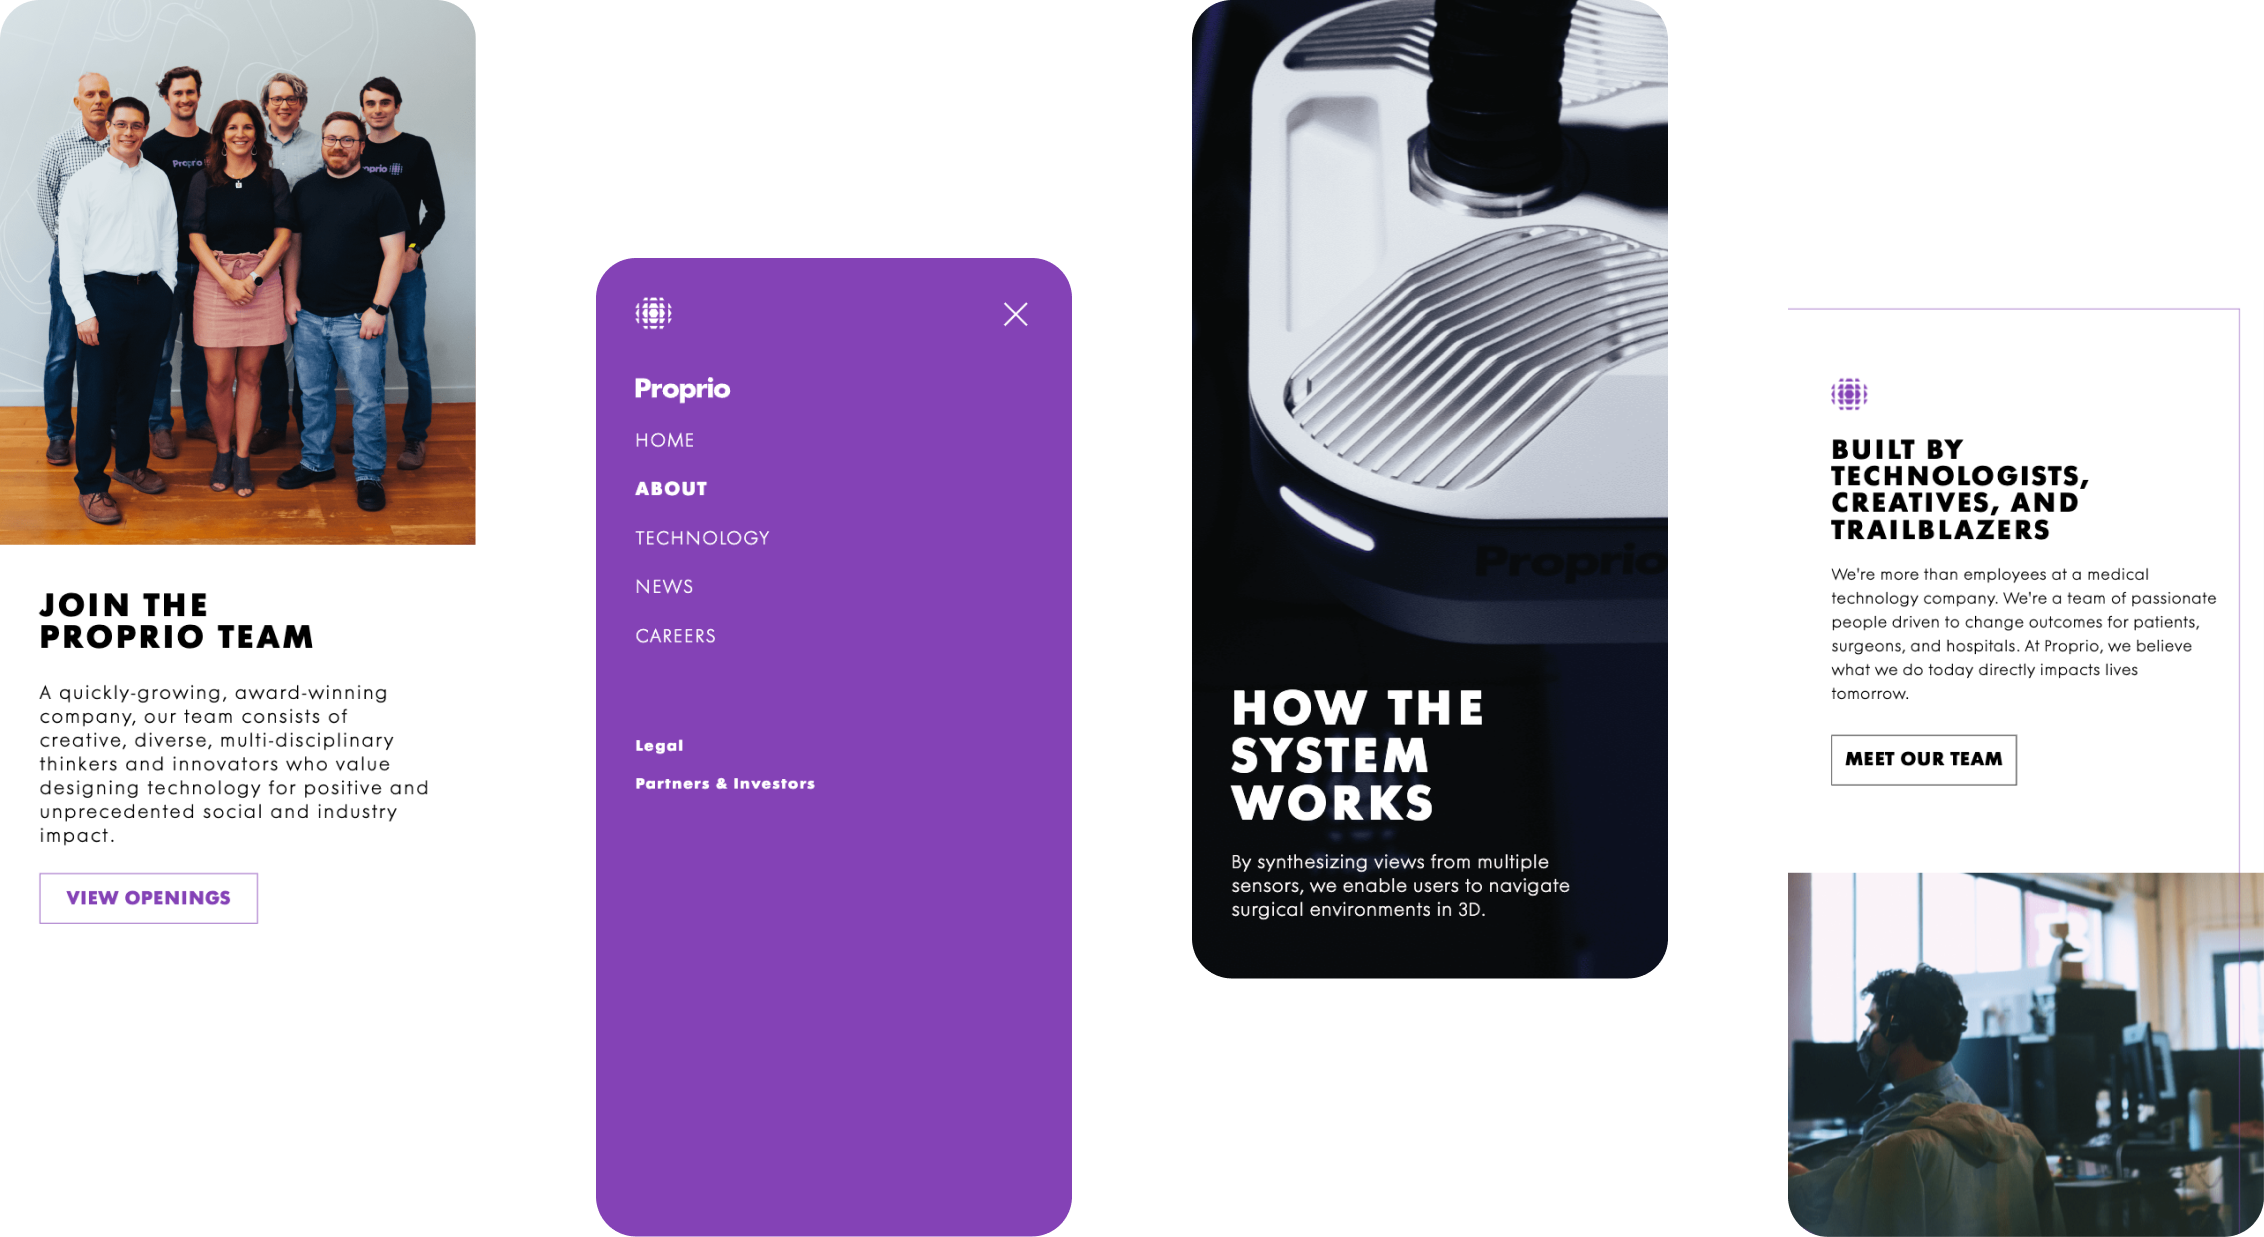 Proprio
Proprio
JOIN THE
PROPRIO TEAM
A quickly-growing, award-winning
company, our team consists of
creative, diverse, multi-disciplinary
thinkers and innovators who value
designing technology for positive and
unprecedented social and industry
impact.
VIEW OPENINGS
Proprio
HOME
ABOUT
TECHNOLOGY
NEWS
CAREERS
Legal
Partners & Investors
Proprio
HOW THE
SYSTEM
WORKS
By synthesizing views from multiple
sensors, we enable users to navigate
surgical environments in 3D.
BUILT BY
TECHNOLOGISTS,
CREATIVES, AND
TRAILBLAZERS
We're more than employees at a medical
technology company. We're a team of passionate
people driven to change outcomes for patients,
surgeons, and hospitals. At Proprio, we believe
what we do today directly impacts lives
tomorrow.
MEET OUR TEAM